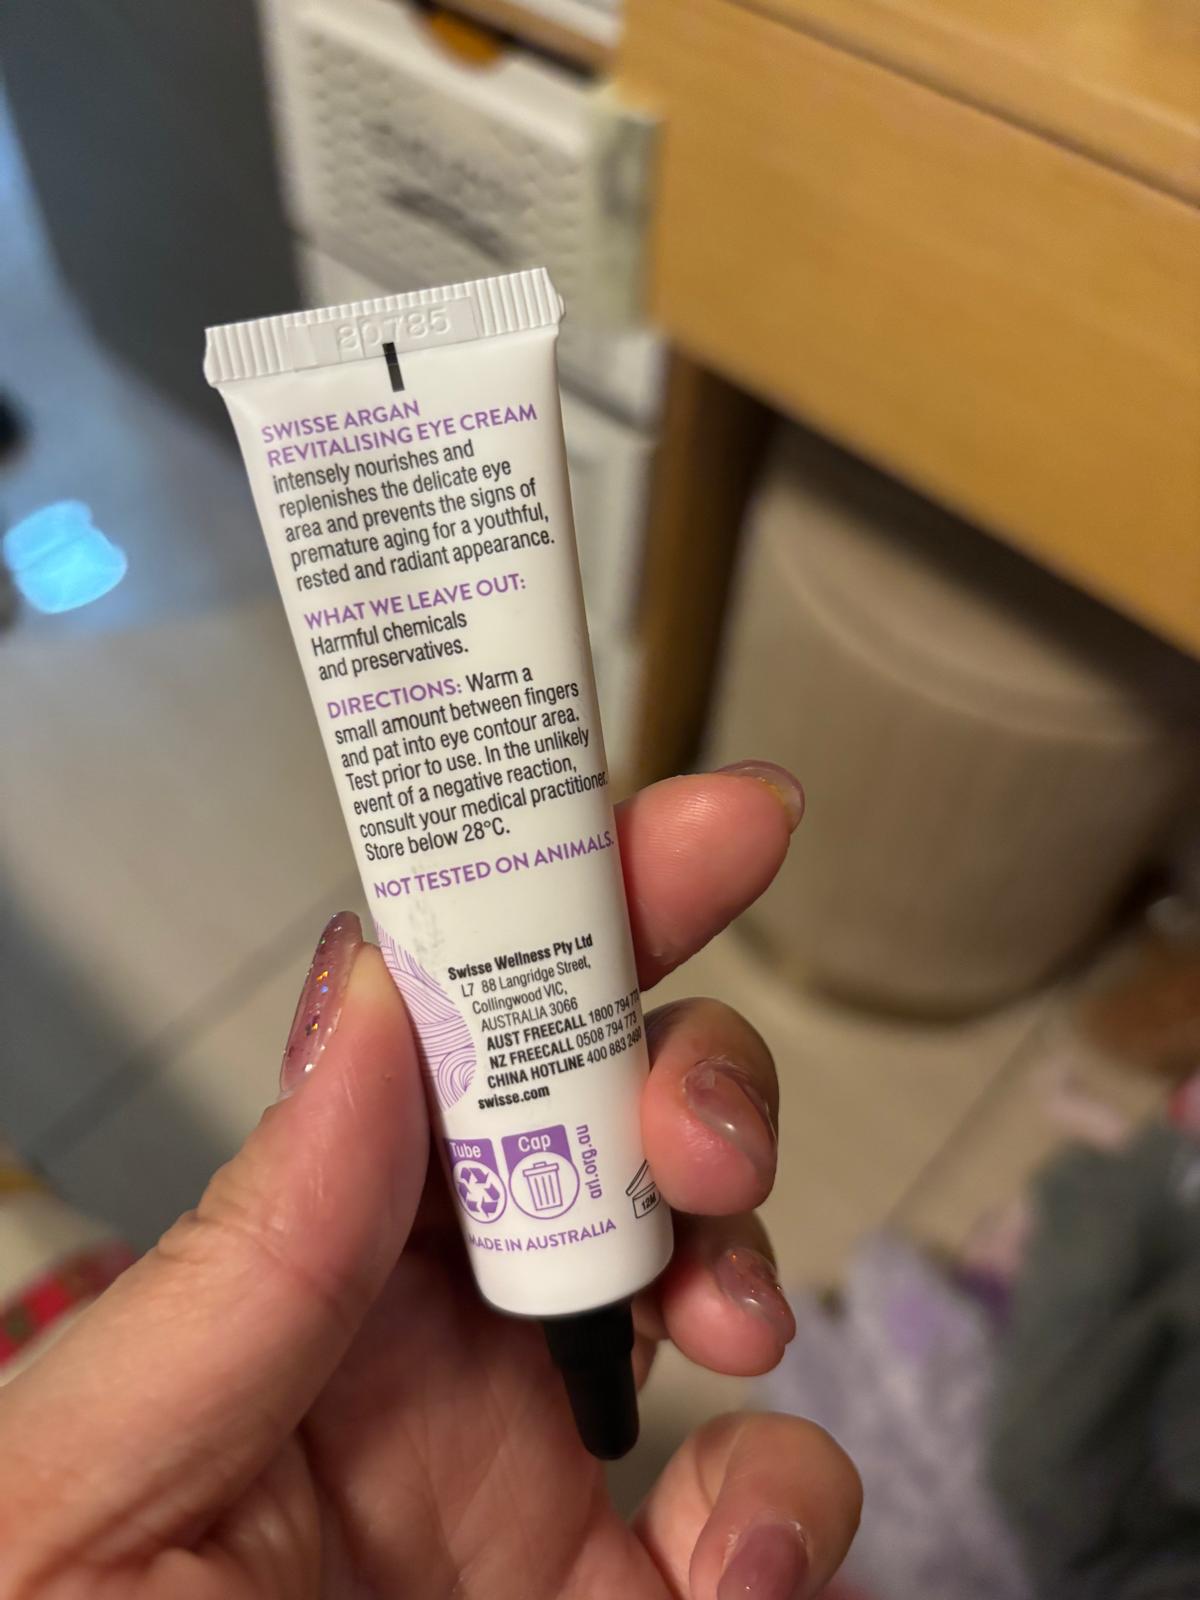 80785
SWISSE ARGAN
REVITALISING EYE CREAM
intensely nourishes and
replenishes the delicate eye
area and prevents the signs of
premature aging for a youthful,
rested and radiant appearance.
WHAT WE LEAVE OUT:
Harmful chemicals
and preservatives.
DIRECTIONS: Warm a
small amount between fingers
and pat into eye contour area.
Test prior to use. In the unlikely
event of a negative reaction,
consult your medical practitioner.
Store below 28°C.
NOT TESTED ON ANIMALS.
Swisse Wellness Pty Ltd
L7 88 Langridge Street,
Collingwood VIC,
AUSTRALIA 3066
AUST FREECALL 1800 794
NZ FREECALL 0508 794 773
CHINA HOTLINE 400 883
swisse.com
Tube
Cap
arl.org.au
12M
MADE IN AUSTRALIA